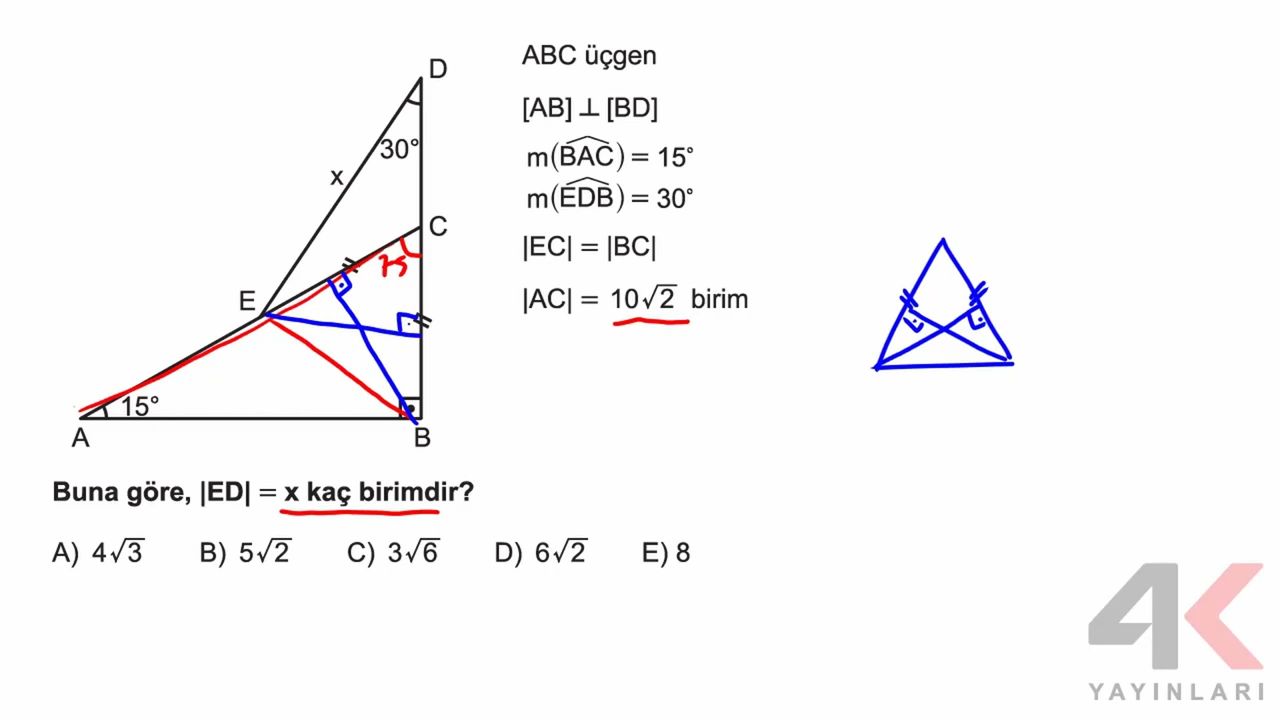 D
ABC üçgen
[AB] ⊥ [BD]
30°
m(BAC) = 15°
x
m(EDB) = 30°
C
|EC| = |BC|
75
E
|AC| = 10√2 birim
15°
A
B
Buna göre, |ED| = x kaç birimdir?
A) 4√3 B) 5√2 C) 3√6 D) 6√2 E) 8
4K
YAYINLARI